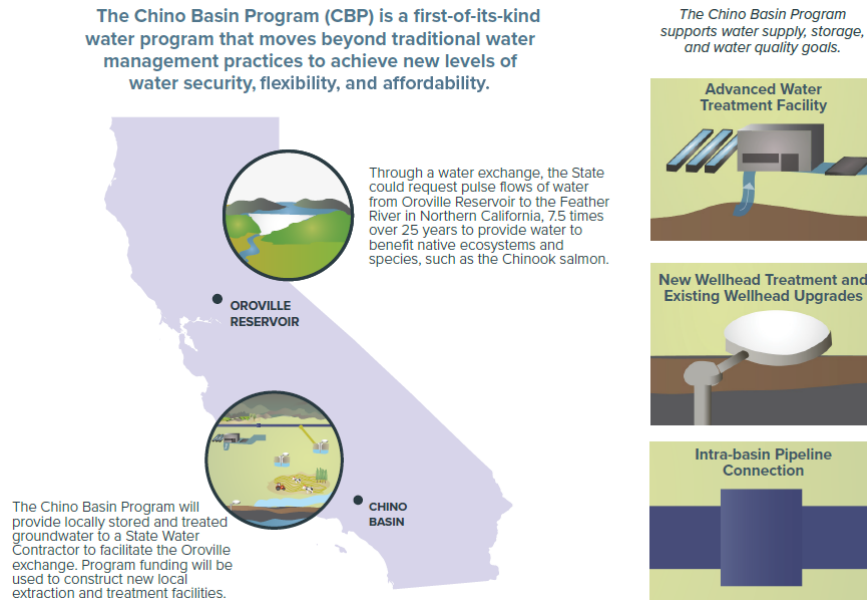 The Chino Basin Program (CBP) is a first-of-its-kind
water program that moves beyond traditional water
management practices to achieve new levels of
water security, flexibility, and affordability.
The Chino Basin Program
supports water supply, storage,
and water quality goals.
Advanced Water
Treatment Facility
Through a water exchange, the State
could request pulse flows of water
from Oroville Reservoir to the Feather
River in Northern California, 7.5 times
over 25 years to provide water to
benefit native ecosystems and
species, such as the Chinook salmon.
New Wellhead Treatment and
Existing Wellhead Upgrades
OROVILLE
RESERVOIR
Intra-basin Pipeline
Connection
CHINO
BASIN
The Chino Basin Program will
provide locally stored and treated
groundwater to a State Water
Contractor to facilitate the Oroville
exchange. Program funding will be
used to construct new local
extraction and treatment facilities.